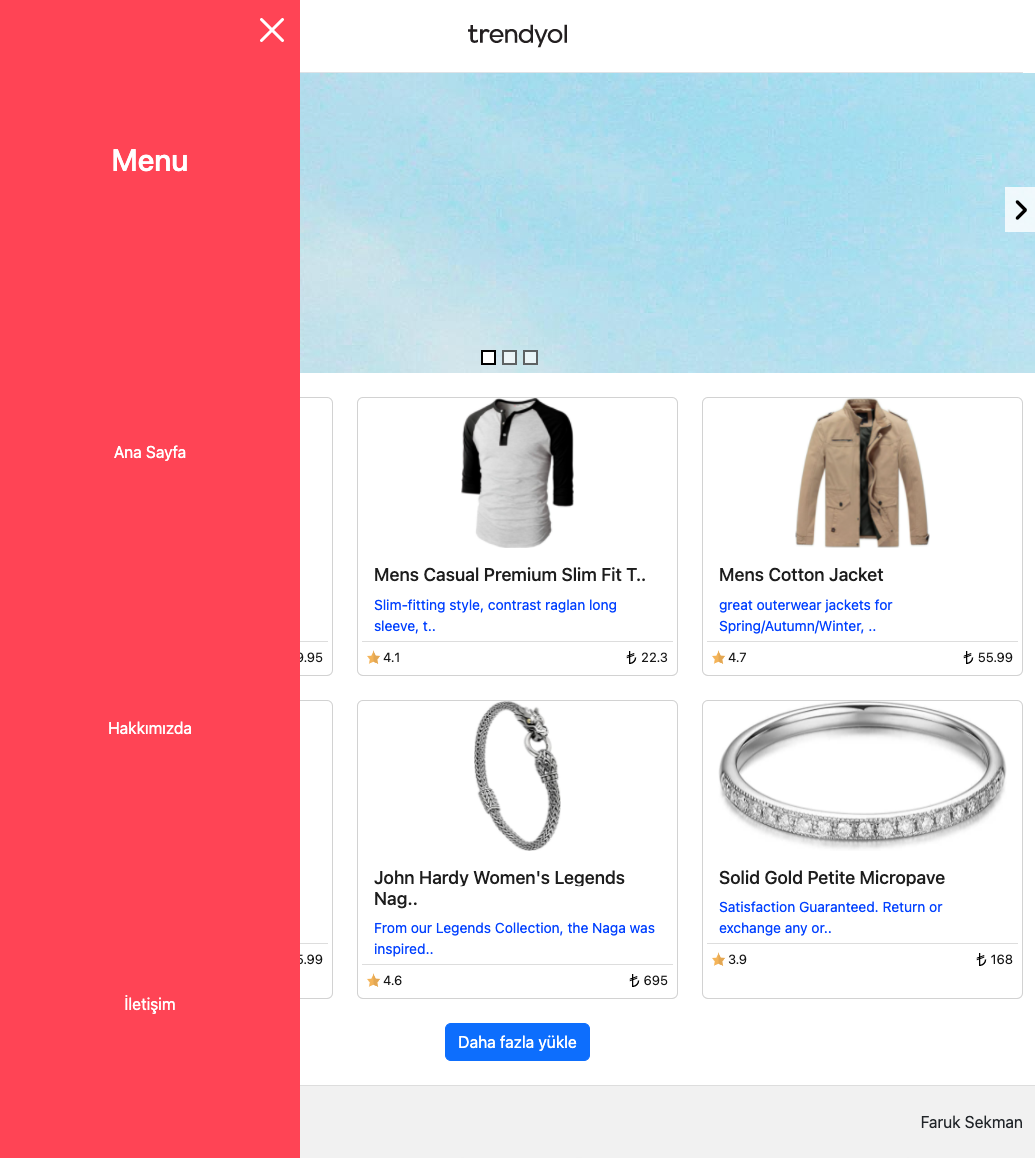 trendyol
Menu
Ana Sayfa
Hakkımızda
İletişim
Mens Casual Premium Slim Fit T..
Slim-fitting style, contrast raglan long
sleeve, t..
4.1
₺ 22.3
Mens Cotton Jacket
great outerwear jackets for
Spring/Autumn/Winter, ..
4.7
₺ 55.99
9.95
John Hardy Women's Legends
Nag..
From our Legends Collection, the Naga was
inspired..
4.6
₺ 695
Solid Gold Petite Micropave
Satisfaction Guaranteed. Return or
exchange any or..
3.9
₺ 168
5.99
Daha fazla yükle
Faruk Sekman